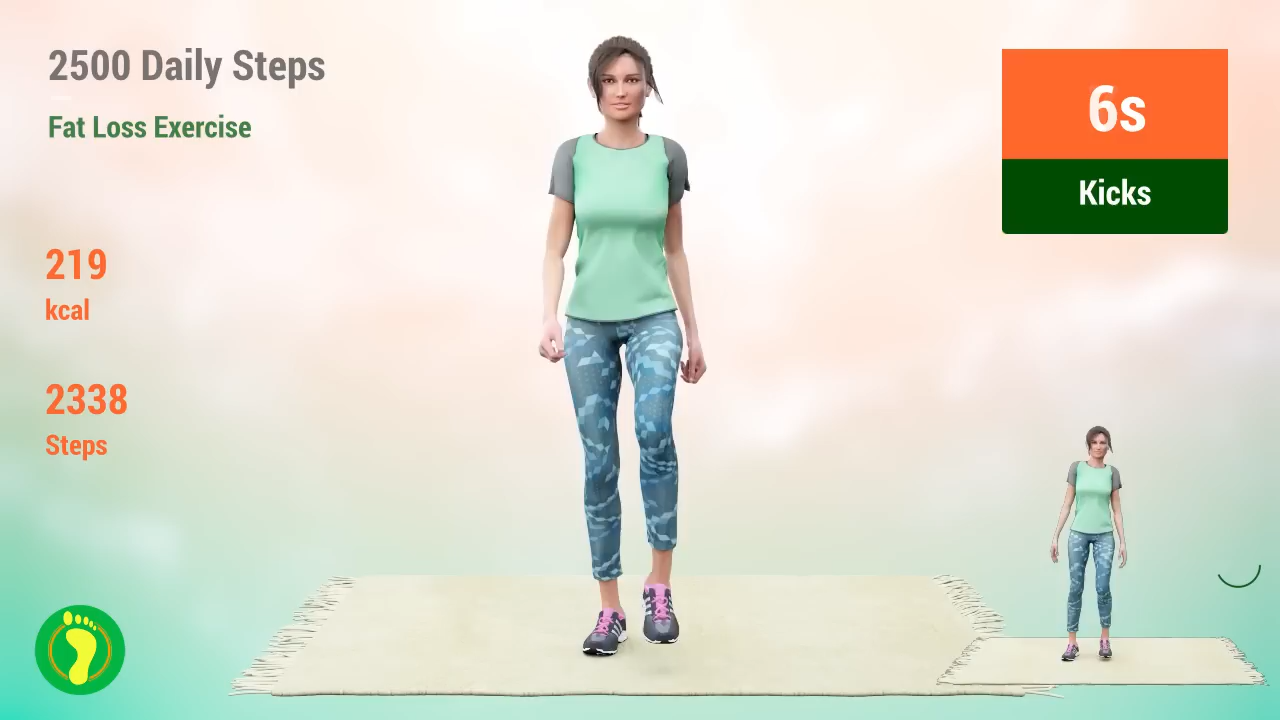 2500 Daily Steps
Fat Loss Exercise
6s
Kicks
219
kcal
2338
Steps